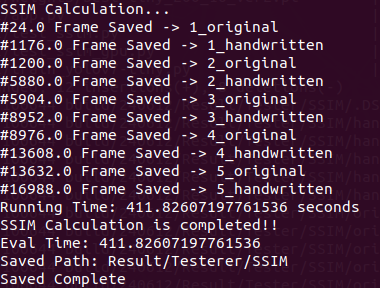 SSIM Calculation...
#24.0 Frame Saved -> 1_original
#1176.0 Frame Saved -> 1_handwritten
#1200.0 Frame Saved -> 2_original
#5880.0 Frame Saved -> 2_handwritten
#5904.0 Frame Saved -> 3_original
#8952.0 Frame Saved -> 3_handwritten
#8976.0 Frame Saved -> 4_original
#13608.0 Frame Saved -> 4_handwritten
#13632.0 Frame Saved -> 5_original
#16988.0 Frame Saved -> 5_handwritten
Running Time: 411.82607197761536 seconds
SSIM Calculation is completed!!
Eval Time: 411.82607197761536
Saved Path: Result/Testerer/SSIM
Saved Complete